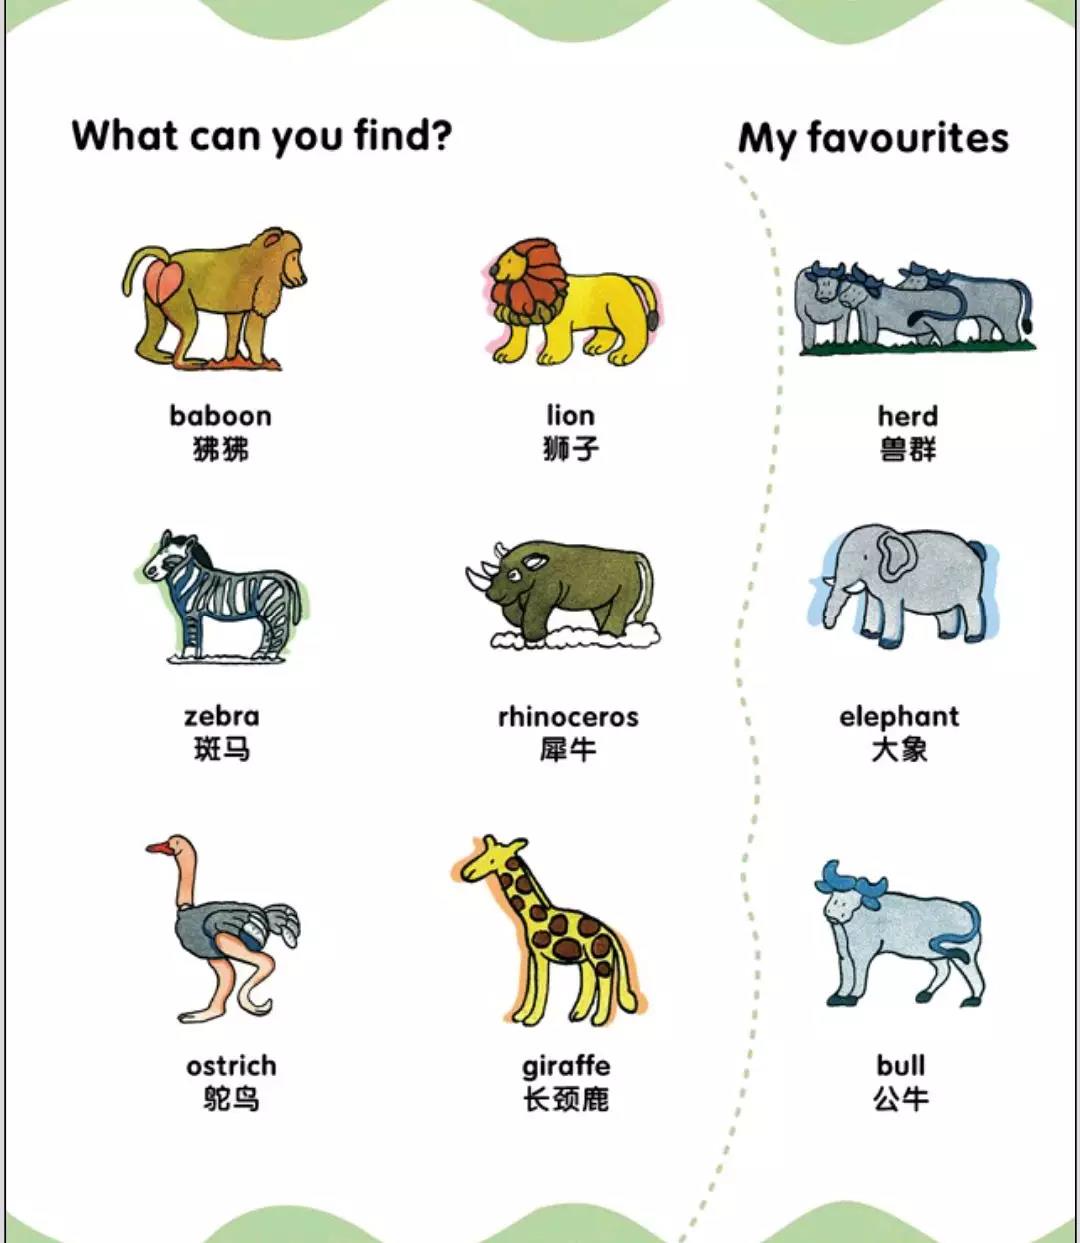 What can you find?
My favourites
baboon
狒狒
lion
狮子
herd
兽群
zebra
斑马
rhinoceros
犀牛
elephant
大象
ostrich
鸵鸟
giraffe
长颈鹿
bull
公牛